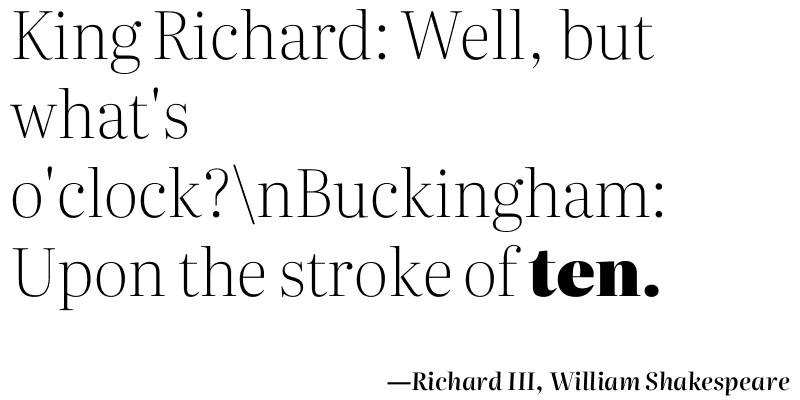 King Richard: Well, but
what's
o'clock?\nBuckingham:
Upon the stroke of ten.
—Richard III, William Shakespeare